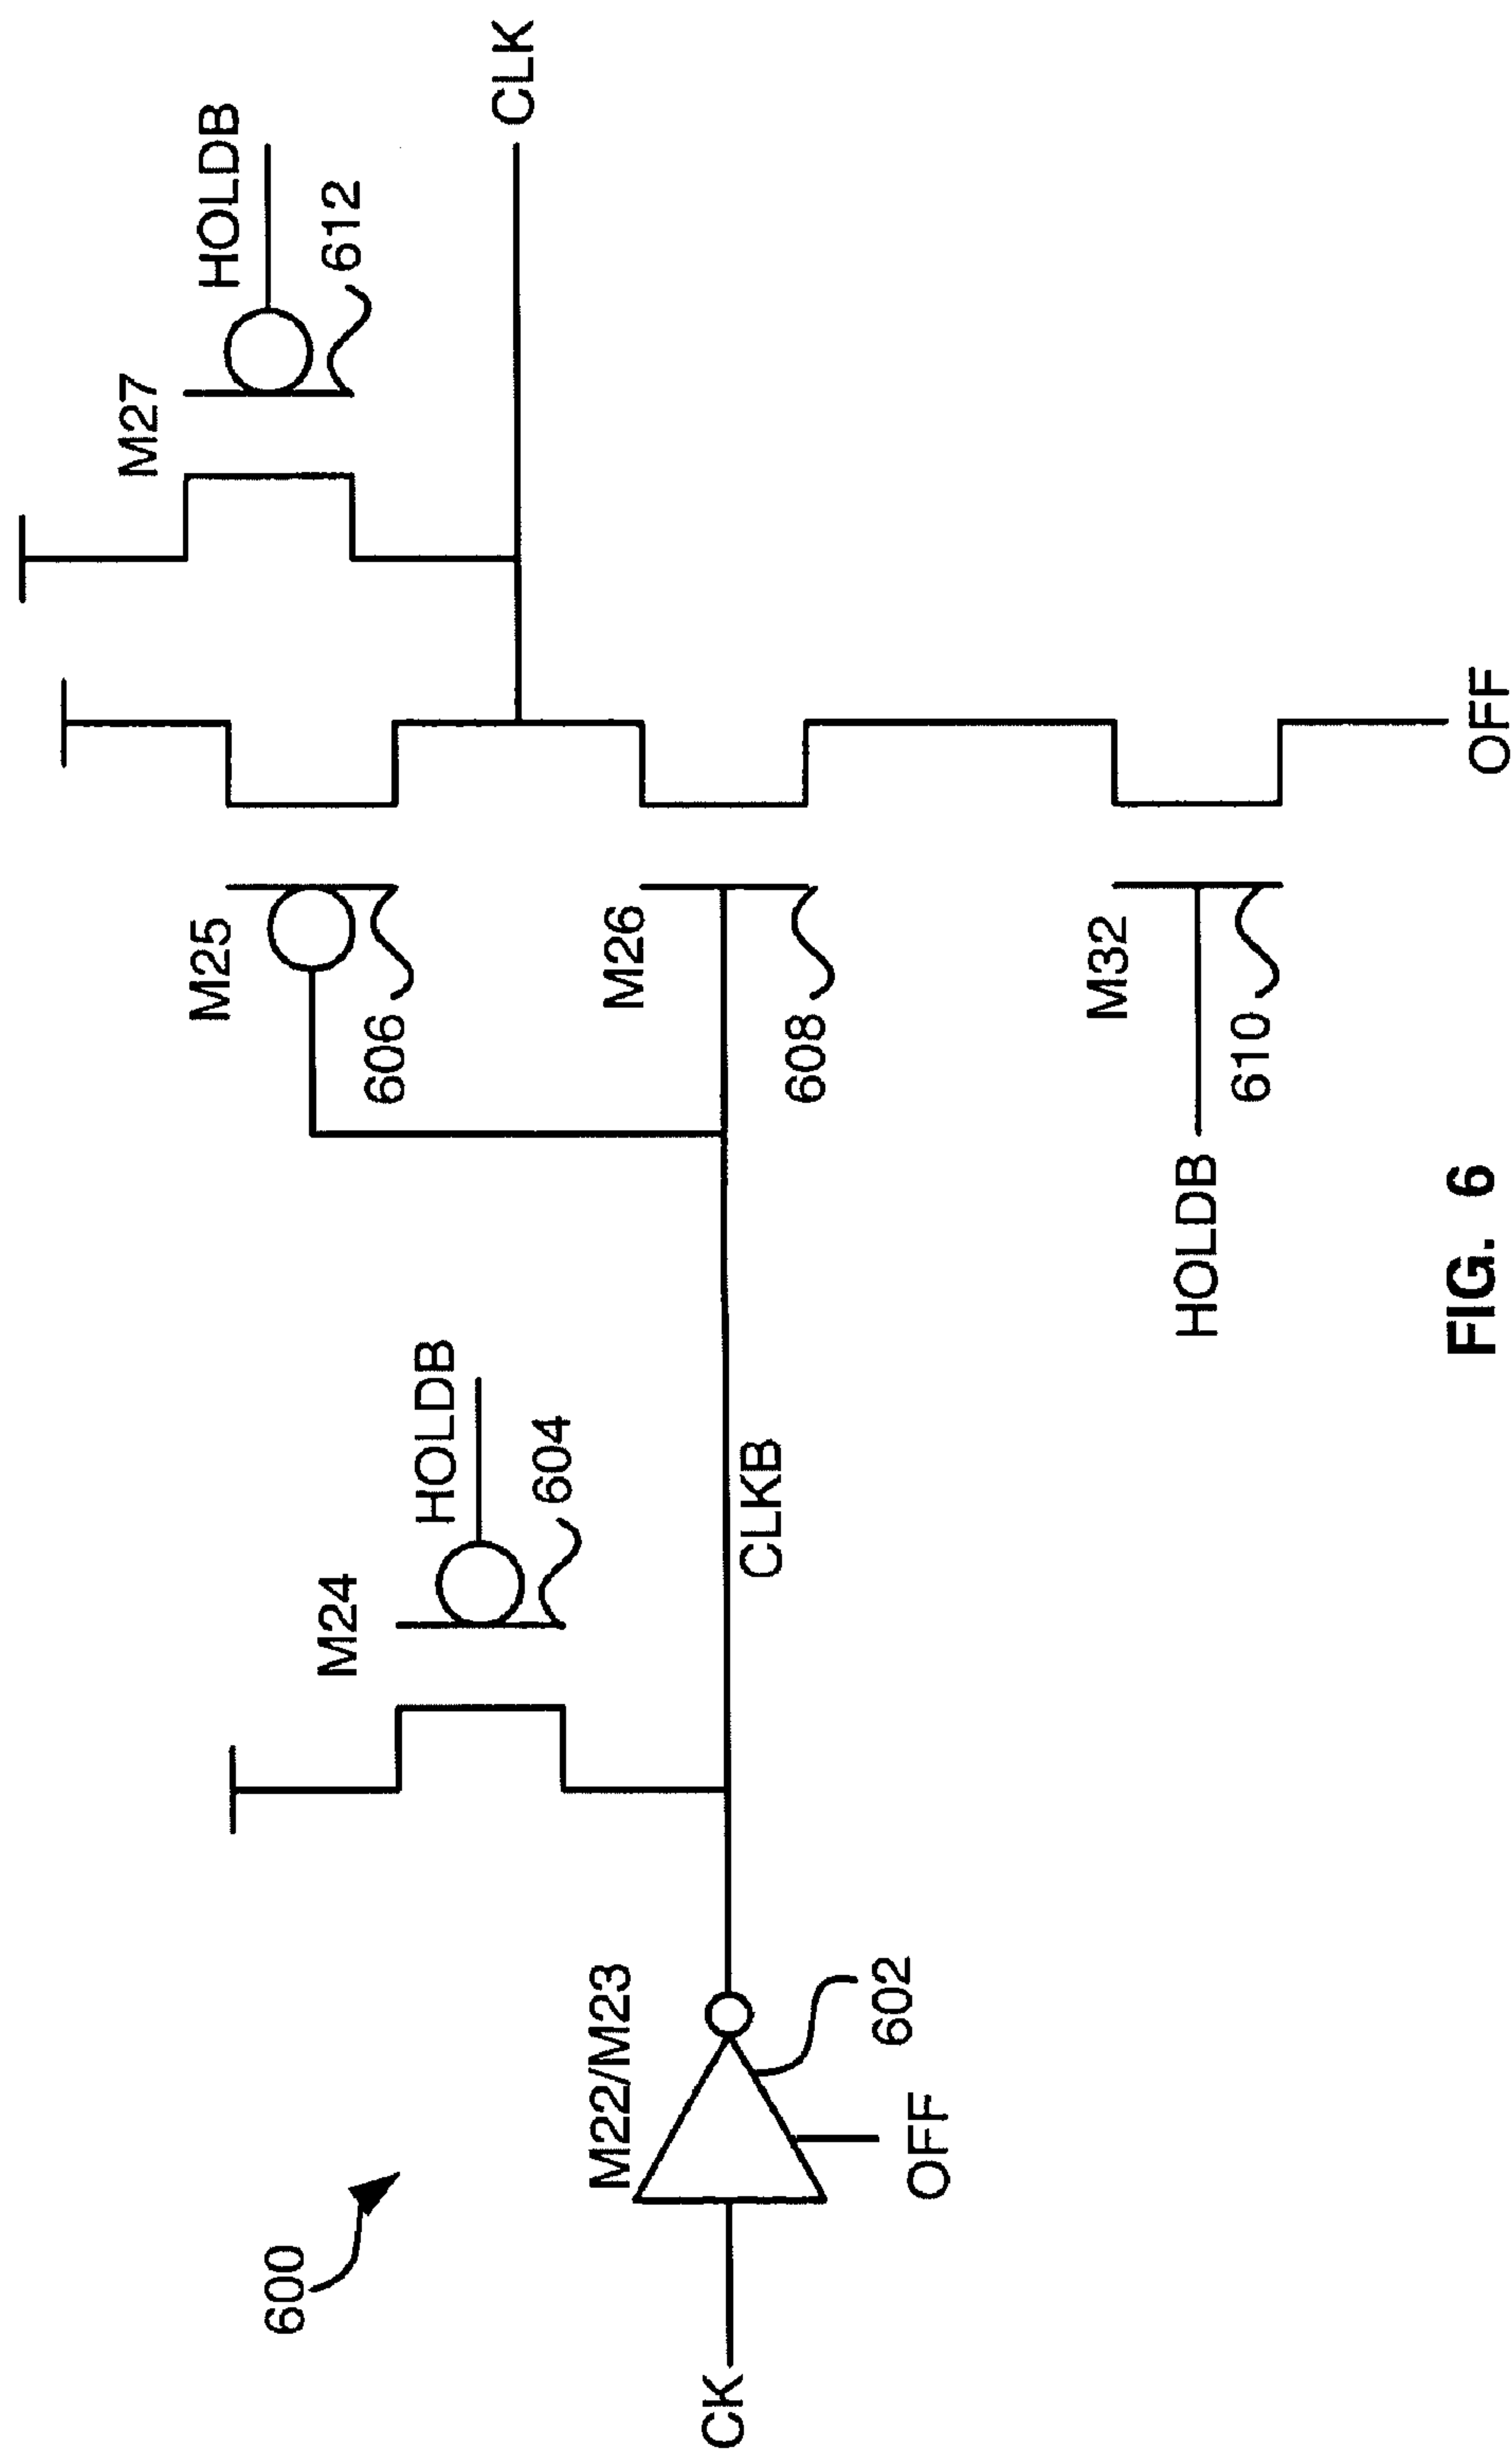 600
CK
M22/M23
602
OFF
M24
HOLDB
604
CLKB
M25
606
M26
608
M32
610
HOLDB
OFF
M27
HOLDB
612
CLK
FIG. 6